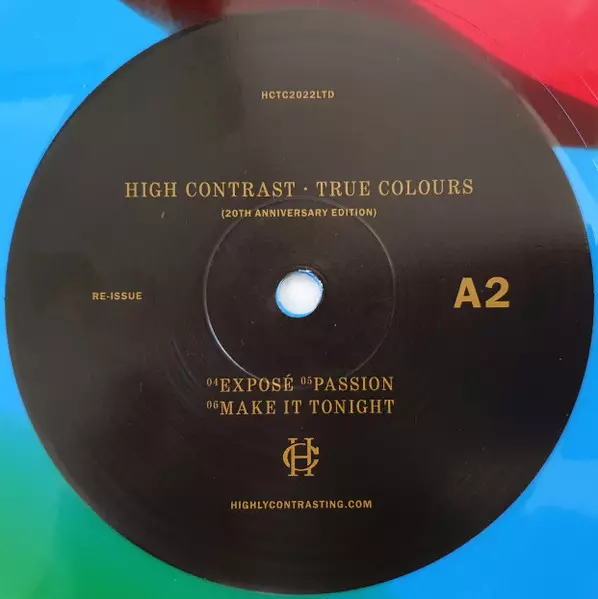 HCTC2022LTD
HIGH CONTRAST · TRUE COLOURS
(20TH ANNIVERSARY EDITION)
RE-ISSUE
A2
04EXPOSÉ 05PASSION
06MAKE IT TONIGHT
HC
HIGHLYCONTRASTING.COM